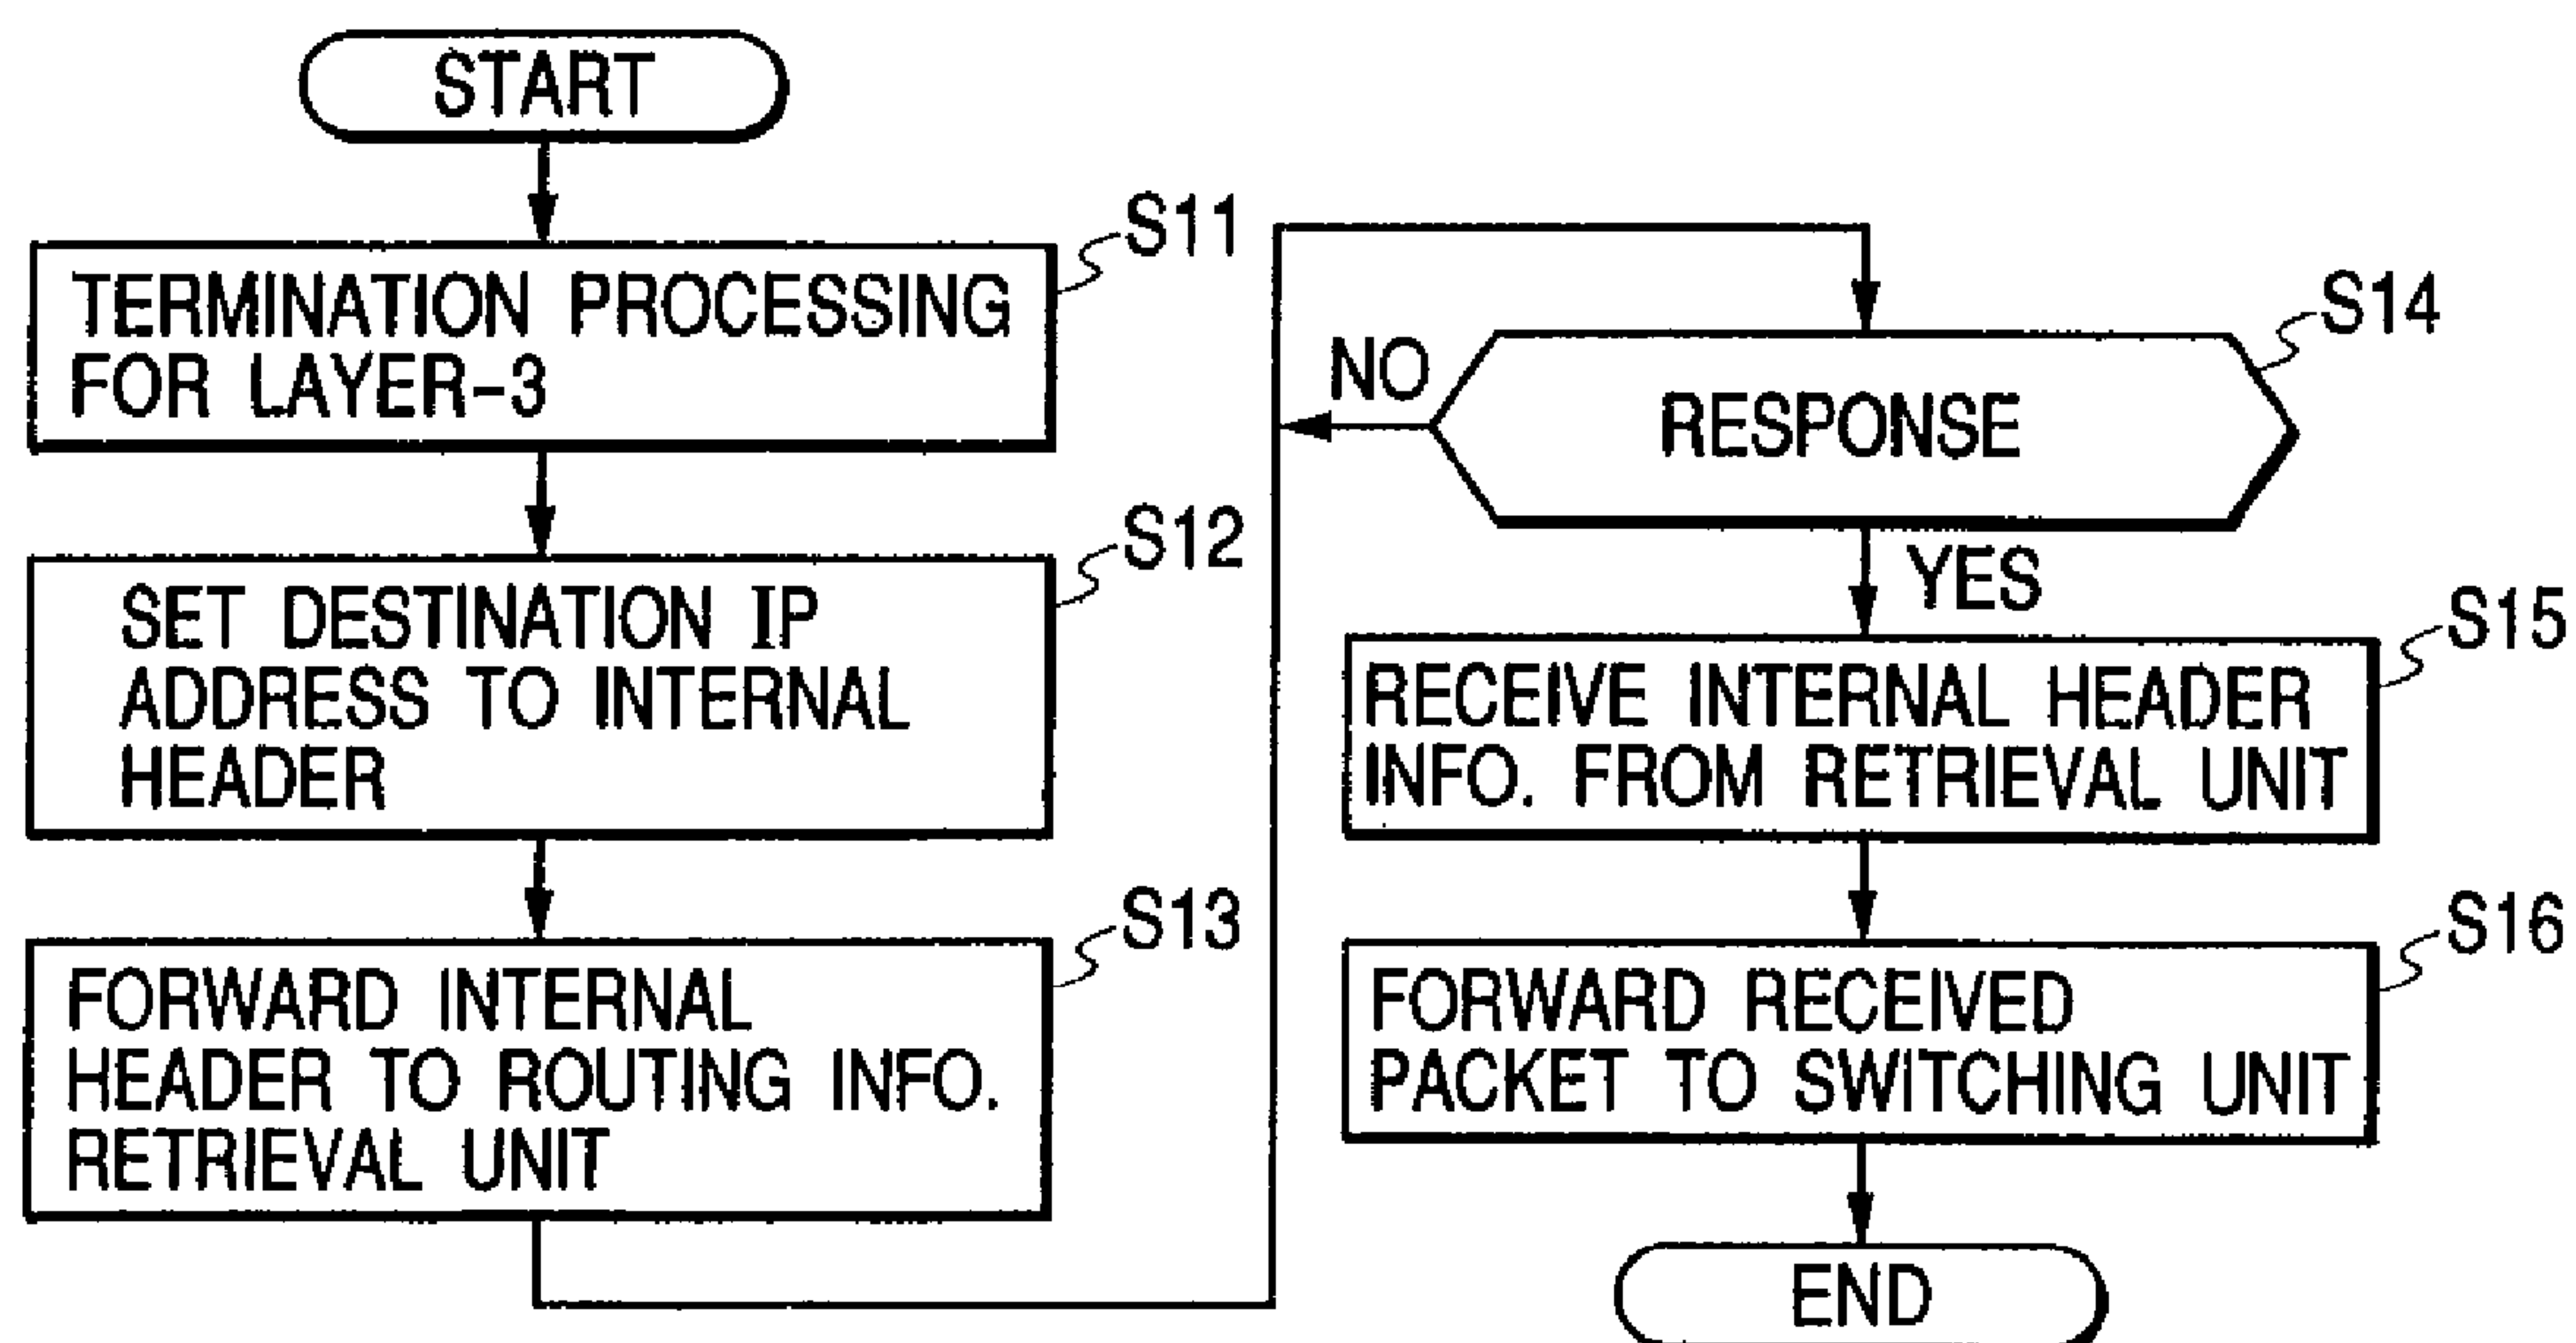 START
S11
TERMINATION PROCESSING
FOR LAYER-3
S12
SET DESTINATION IP
ADDRESS TO INTERNAL
HEADER
S13
FORWARD INTERNAL
HEADER TO ROUTING INFO.
RETRIEVAL UNIT
S14
NO
RESPONSE
YES
S15
RECEIVE INTERNAL HEADER
INFO. FROM RETRIEVAL UNIT
S16
FORWARD RECEIVED
PACKET TO SWITCHING UNIT
END